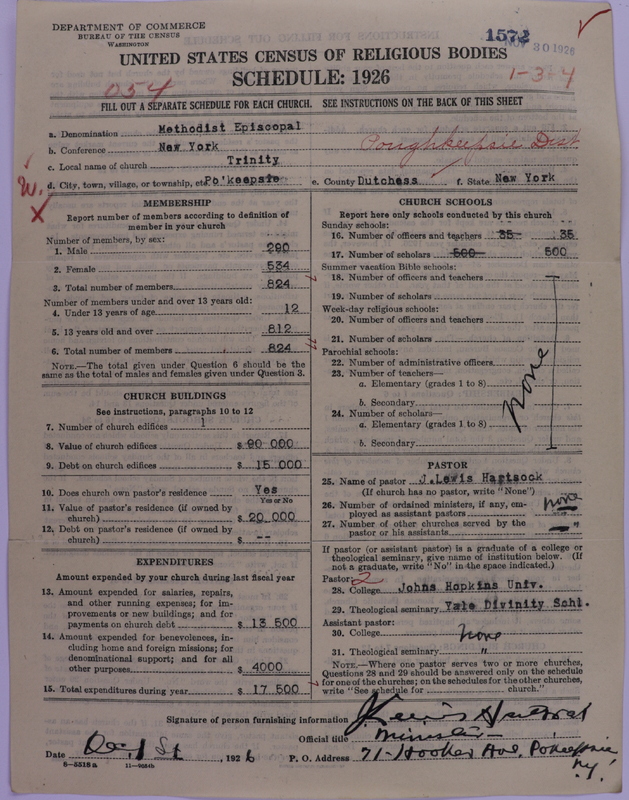 DEPARTMENT OF COMMERCE
BUREAU OF THE CENSUS
WASHINGTON
1572
NOV 30 1926
UNITED STATES CENSUS OF RELIGIOUS BODIES
SCHEDULE: 1926
1-3-4
054
FILL OUT A SEPARATE SCHEDULE FOR EACH CHURCH. SEE INSTRUCTIONS ON THE BACK OF THIS SHEET
a. Denomination Methodist Episcopal
b. Conference New York
Poughkeepsie Dist
c. Local name of church Trinity
d. City, town, village, or township, etc. Po'keepsie e. County Dutchess f. State New York
W.
X
MEMBERSHIP
Report number of members according to definition of member in your church
Number of members, by sex:
1. Male 290
2. Female 534
3. Total number of members 824
Number of members under and over 13 years old:
4. Under 13 years of age 12
5. 13 years old and over 812
6. Total number of members 824
NOTE.—The total given under Question 6 should be the same as the total of males and females given under Question 3.
CHURCH BUILDINGS
See instructions, paragraphs 10 to 12
7. Number of church edifices 1
8. Value of church edifices $ 90 000
9. Debt on church edifices $ 15 000
10. Does church own pastor's residence Yes
Yes or No
11. Value of pastor's residence (if owned by church) $ 20 000
12. Debt on pastor's residence (if owned by church) $ --
EXPENDITURES
Amount expended by your church during last fiscal year
13. Amount expended for salaries, repairs, and other running expenses; for improvements or new buildings; and for payments on church debt $ 13 500
14. Amount expended for benevolences, including home and foreign missions; for denominational support; and for all other purposes $ 4000
15. Total expenditures during year $ 17 500
CHURCH SCHOOLS
Report here only schools conducted by this church
Sunday schools:
16. Number of officers and teachers 35 35
17. Number of scholars 500 500
Summer vacation Bible schools:
18. Number of officers and teachers
19. Number of scholars
Week-day religious schools:
20. Number of officers and teachers
21. Number of scholars
Parochial schools:
22. Number of administrative officers
23. Number of teachers—
a. Elementary (grades 1 to 8)
b. Secondary
24. Number of scholars—
a. Elementary (grades 1 to 8)
b. Secondary
none
PASTOR
25. Name of pastor J.Lewis Hartsock
(If church has no pastor, write "None")
26. Number of ordained ministers, if any, employed as assistant pastors none
27. Number of other churches served by the pastor or his assistants — "
If pastor (or assistant pastor) is a graduate of a college or theological seminary, give name of institution below. (If not a graduate, write "No" in the space indicated.)
Pastor: 2
28. College Johns Hopkins Univ.
29. Theological seminary Yale Divinity Schl.
Assistant pastor:
30. College none
31. Theological seminary "
NOTE.—Where one pastor serves two or more churches, Questions 28 and 29 should be answered only on the schedule for one of the churches; on the schedules for the other churches, write "See schedule for church."
Signature of person furnishing information J Lewis Hartsock
Official title Minister
Date Dec 1 St, 1926 P. O. Address 71-Hooker Ave. Pokeepsie
n.y.
8—5518 a